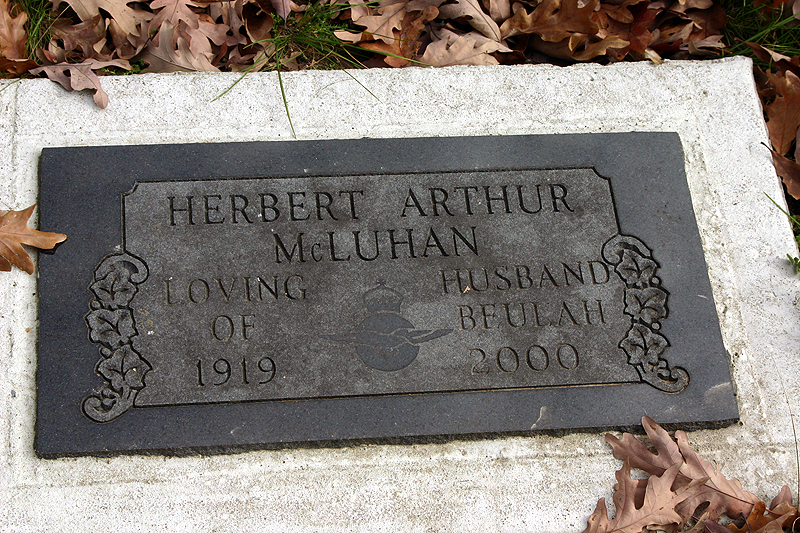 HERBERT ARTHUR
McLUHAN
LOVING HUSBAND
OF BEULAH
1919 2000